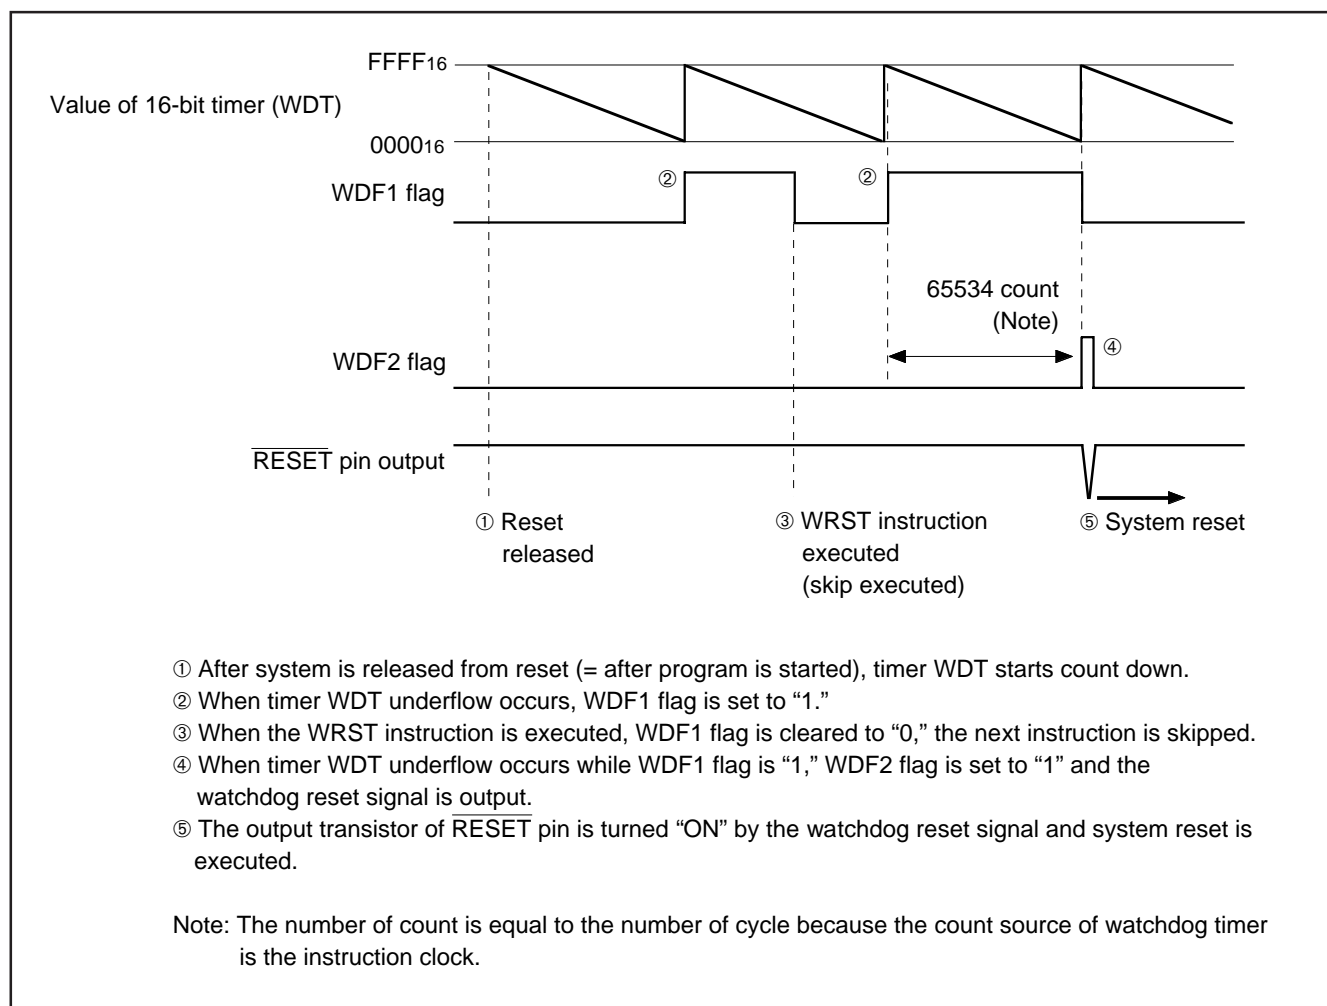 FFFF16
Value of 16-bit timer (WDT)
000016
② ②
WDF1 flag
65534 count
(Note)
④
WDF2 flag
RESET pin output
① Reset
released
③ WRST instruction
executed
(skip executed)
⑤ System reset
① After system is released from reset (= after program is started), timer WDT starts count down.
② When timer WDT underflow occurs, WDF1 flag is set to “1.”
③ When the WRST instruction is executed, WDF1 flag is cleared to “0,” the next instruction is skipped.
④ When timer WDT underflow occurs while WDF1 flag is “1,” WDF2 flag is set to “1” and the
watchdog reset signal is output.
⑤ The output transistor of RESET pin is turned “ON” by the watchdog reset signal and system reset is
executed.
Note: The number of count is equal to the number of cycle because the count source of watchdog timer
is the instruction clock.